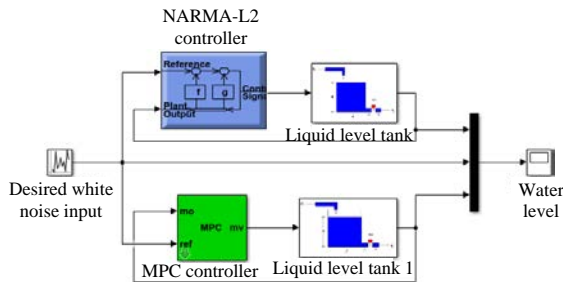 NARMA-L2
controller
Reference
f
g
Plant
Output
Liquid level tank
Desired white
noise input
Water
level
mo
MPC
mv
ref
MPC controller
Liquid level tank 1